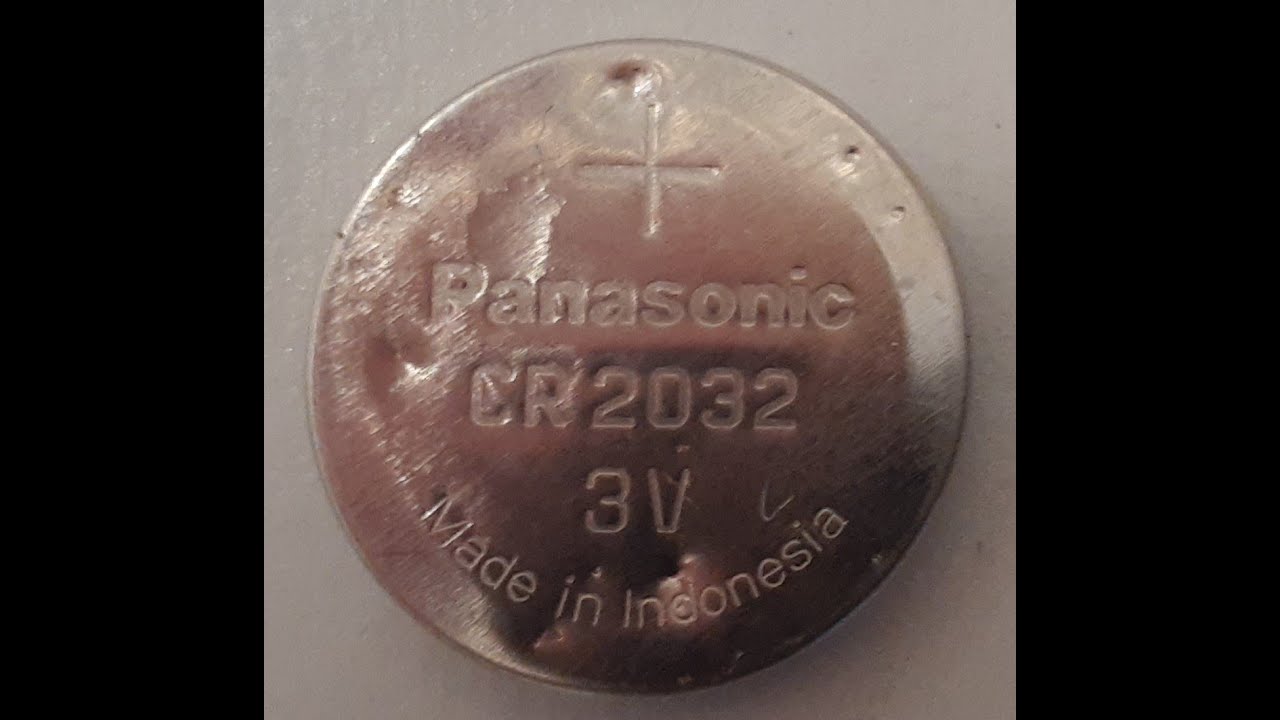 +
Panasonic
CR2032
3V
Made in Indonesia